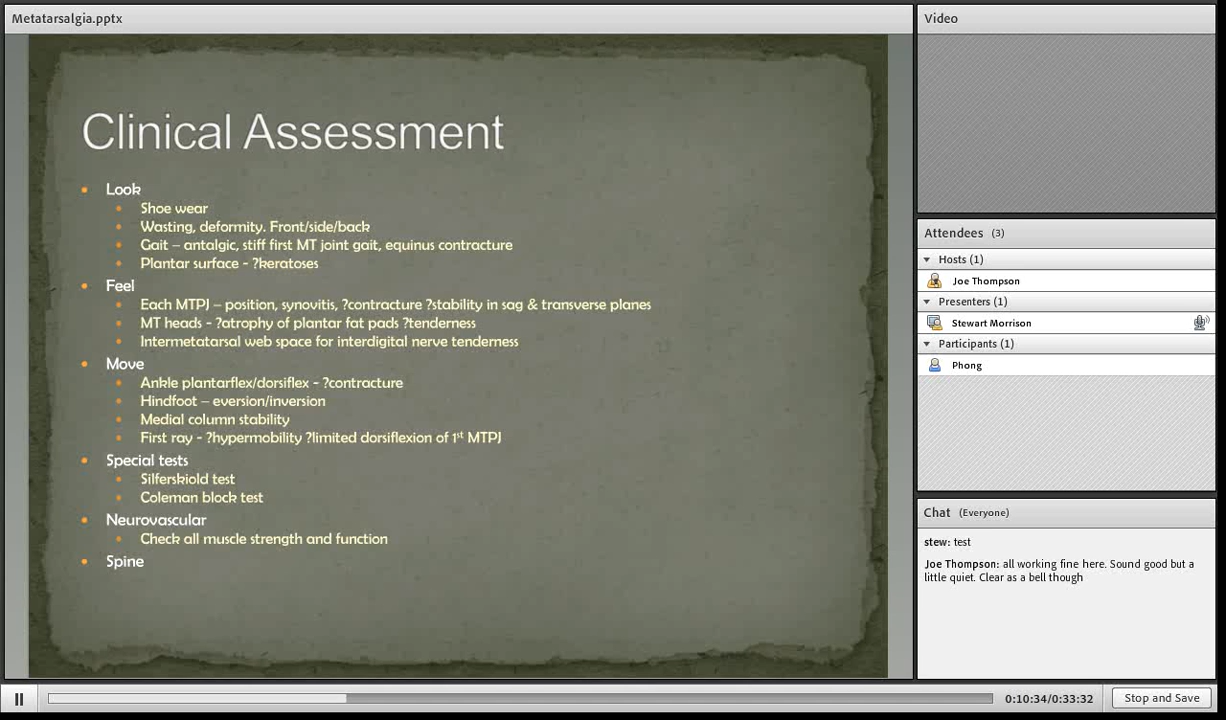 Metatarsalgia.pptx
Clinical Assessment
Look
Shoe wear
Wasting, deformity. Front/side/back
Gait – antalgic, stiff first MT joint gait, equinus contracture
Plantar surface - ?keratoses
Feel
Each MTPJ – position, synovitis, ?contracture ?stability in sag & transverse planes
MT heads - ?atrophy of plantar fat pads ?tenderness
Intermetatarsal web space for interdigital nerve tenderness
Move
Ankle plantarflex/dorsiflex - ?contracture
Hindfoot – eversion/inversion
Medial column stability
First ray - ?hypermobility ?limited dorsiflexion of 1st MTPJ
Special tests
Silferskiold test
Coleman block test
Neurovascular
Check all muscle strength and function
Spine
Video
Attendees (3)
Hosts (1)
Joe Thompson
Presenters (1)
Stewart Morrison
Participants (1)
Phong
Chat (Everyone)
stew: test
Joe Thompson: all working fine here. Sound good but a
little quiet. Clear as a bell though
0:10:34/0:33:32
Stop and Save